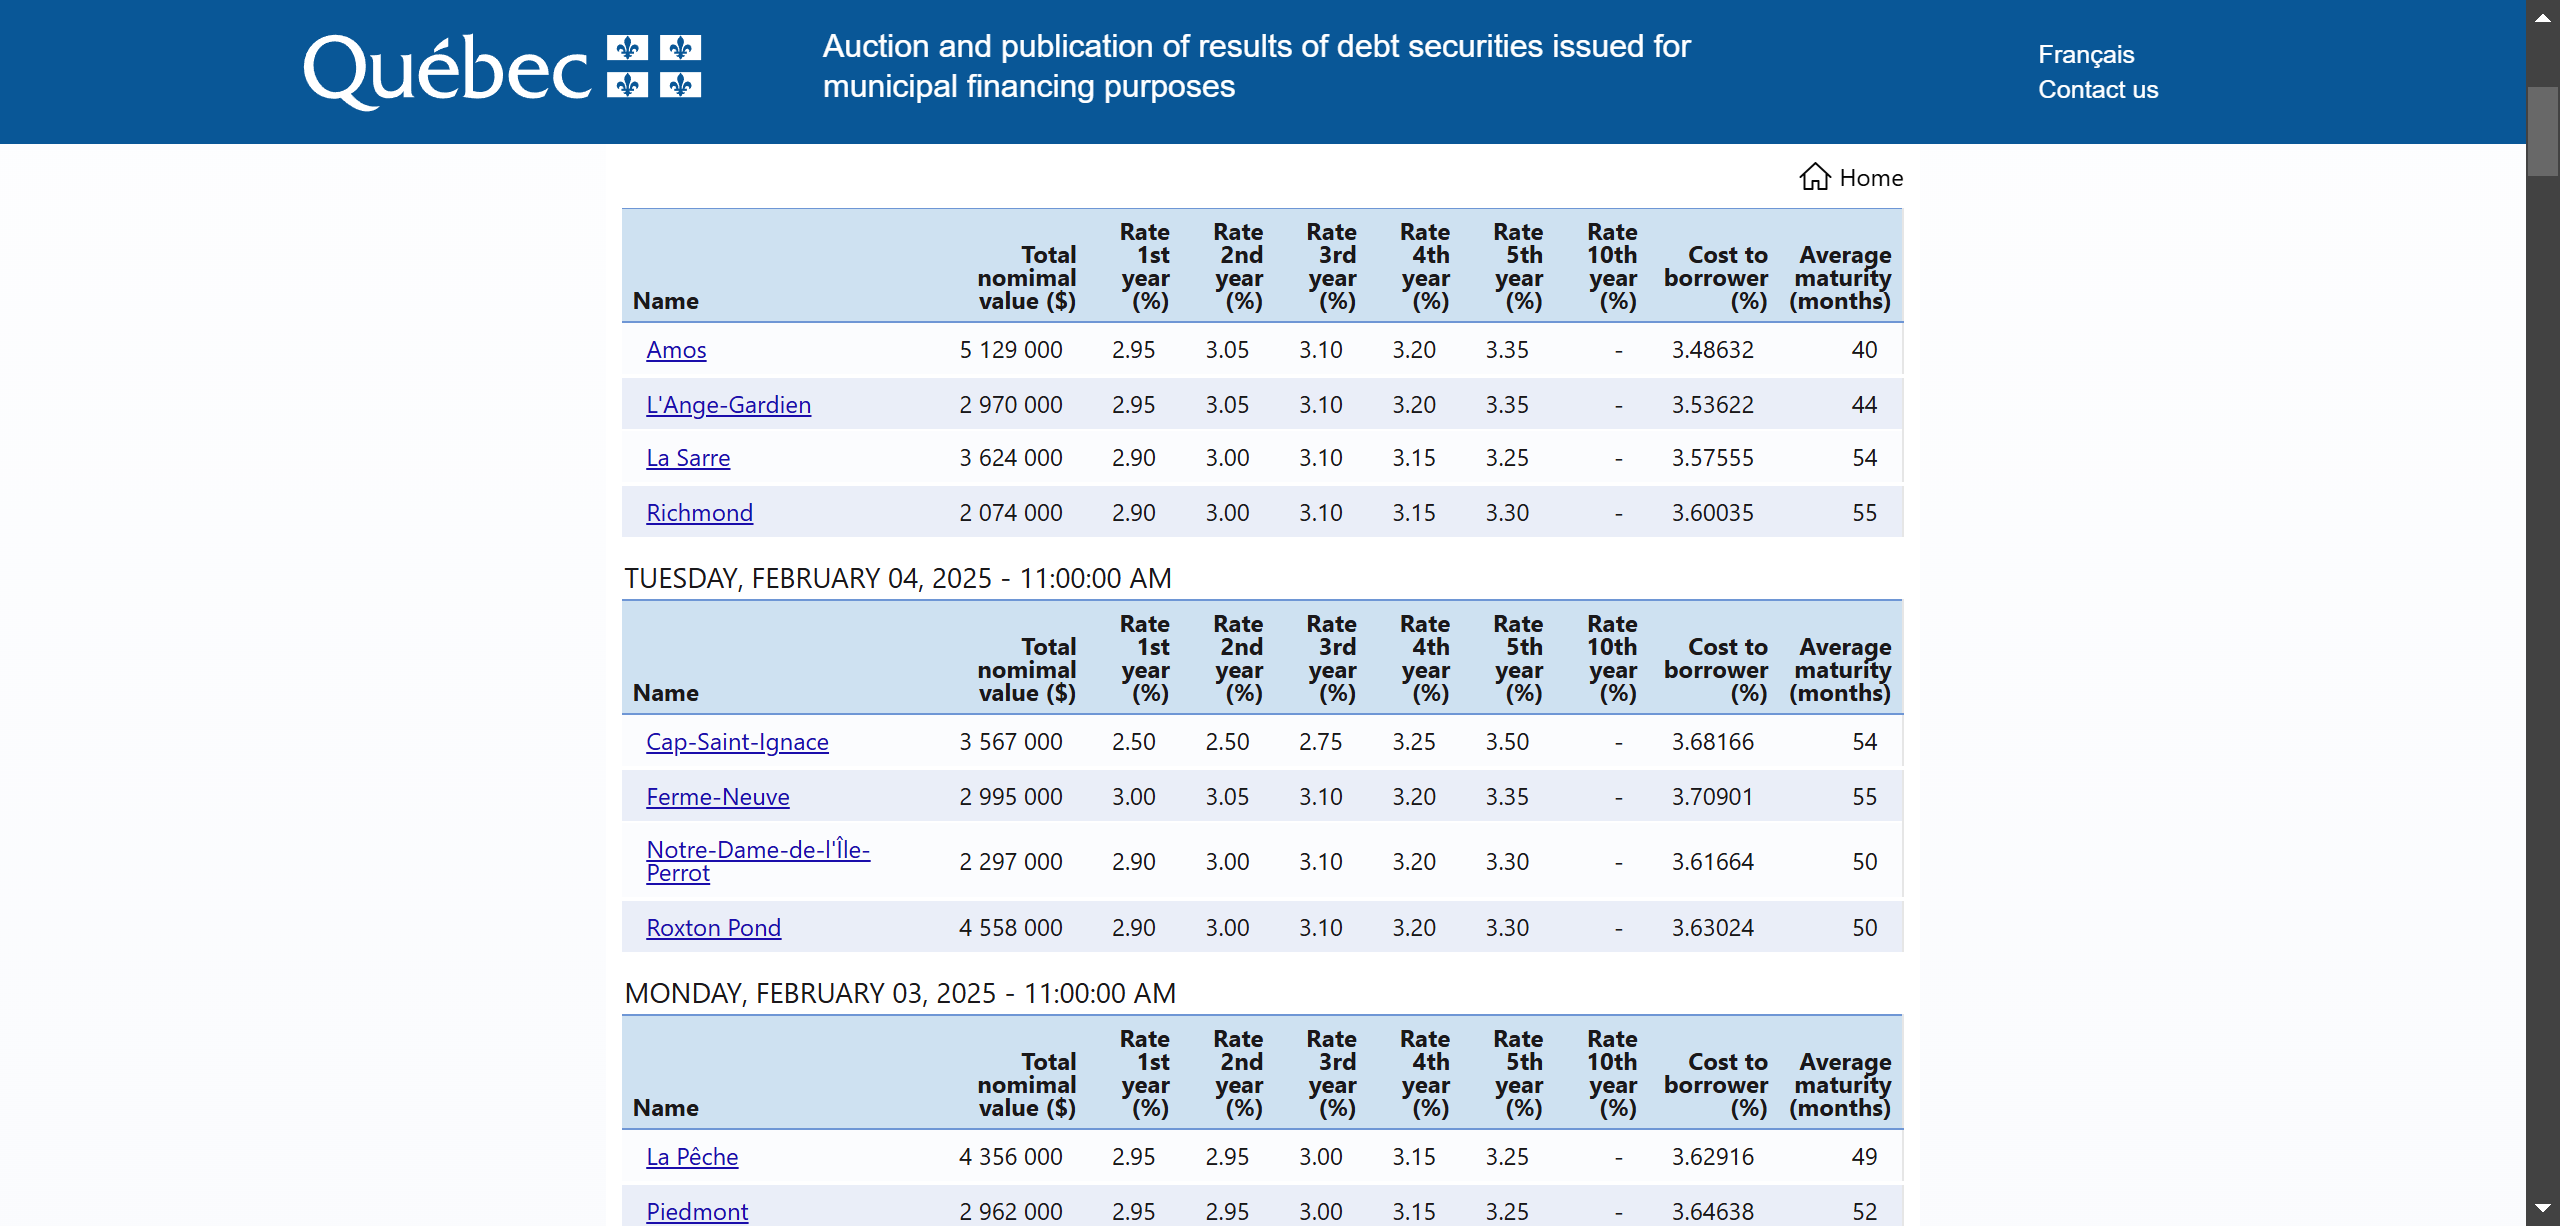 Québec
Auction and publication of results of debt securities issued for
municipal financing purposes
Français
Contact us
Home
Name Total nomimal value ($) Rate 1st year (%) Rate 2nd year (%) Rate 3rd year (%) Rate 4th year (%) Rate 5th year (%) Rate 10th year (%) Cost to borrower (%) Average maturity (months)
Amos 5 129 000 2.95 3.05 3.10 3.20 3.35 - 3.48632 40
L'Ange-Gardien 2 970 000 2.95 3.05 3.10 3.20 3.35 - 3.53622 44
La Sarre 3 624 000 2.90 3.00 3.10 3.15 3.25 - 3.57555 54
Richmond 2 074 000 2.90 3.00 3.10 3.15 3.30 - 3.60035 55
TUESDAY, FEBRUARY 04, 2025 - 11:00:00 AM
Name Total nomimal value ($) Rate 1st year (%) Rate 2nd year (%) Rate 3rd year (%) Rate 4th year (%) Rate 5th year (%) Rate 10th year (%) Cost to borrower (%) Average maturity (months)
Cap-Saint-Ignace 3 567 000 2.50 2.50 2.75 3.25 3.50 - 3.68166 54
Ferme-Neuve 2 995 000 3.00 3.05 3.10 3.20 3.35 - 3.70901 55
Notre-Dame-de-l'Île-
Perrot 2 297 000 2.90 3.00 3.10 3.20 3.30 - 3.61664 50
Roxton Pond 4 558 000 2.90 3.00 3.10 3.20 3.30 - 3.63024 50
MONDAY, FEBRUARY 03, 2025 - 11:00:00 AM
Name Total nomimal value ($) Rate 1st year (%) Rate 2nd year (%) Rate 3rd year (%) Rate 4th year (%) Rate 5th year (%) Rate 10th year (%) Cost to borrower (%) Average maturity (months)
La Pêche 4 356 000 2.95 2.95 3.00 3.15 3.25 - 3.62916 49
Piedmont 2 962 000 2.95 2.95 3.00 3.15 3.25 - 3.64638 52